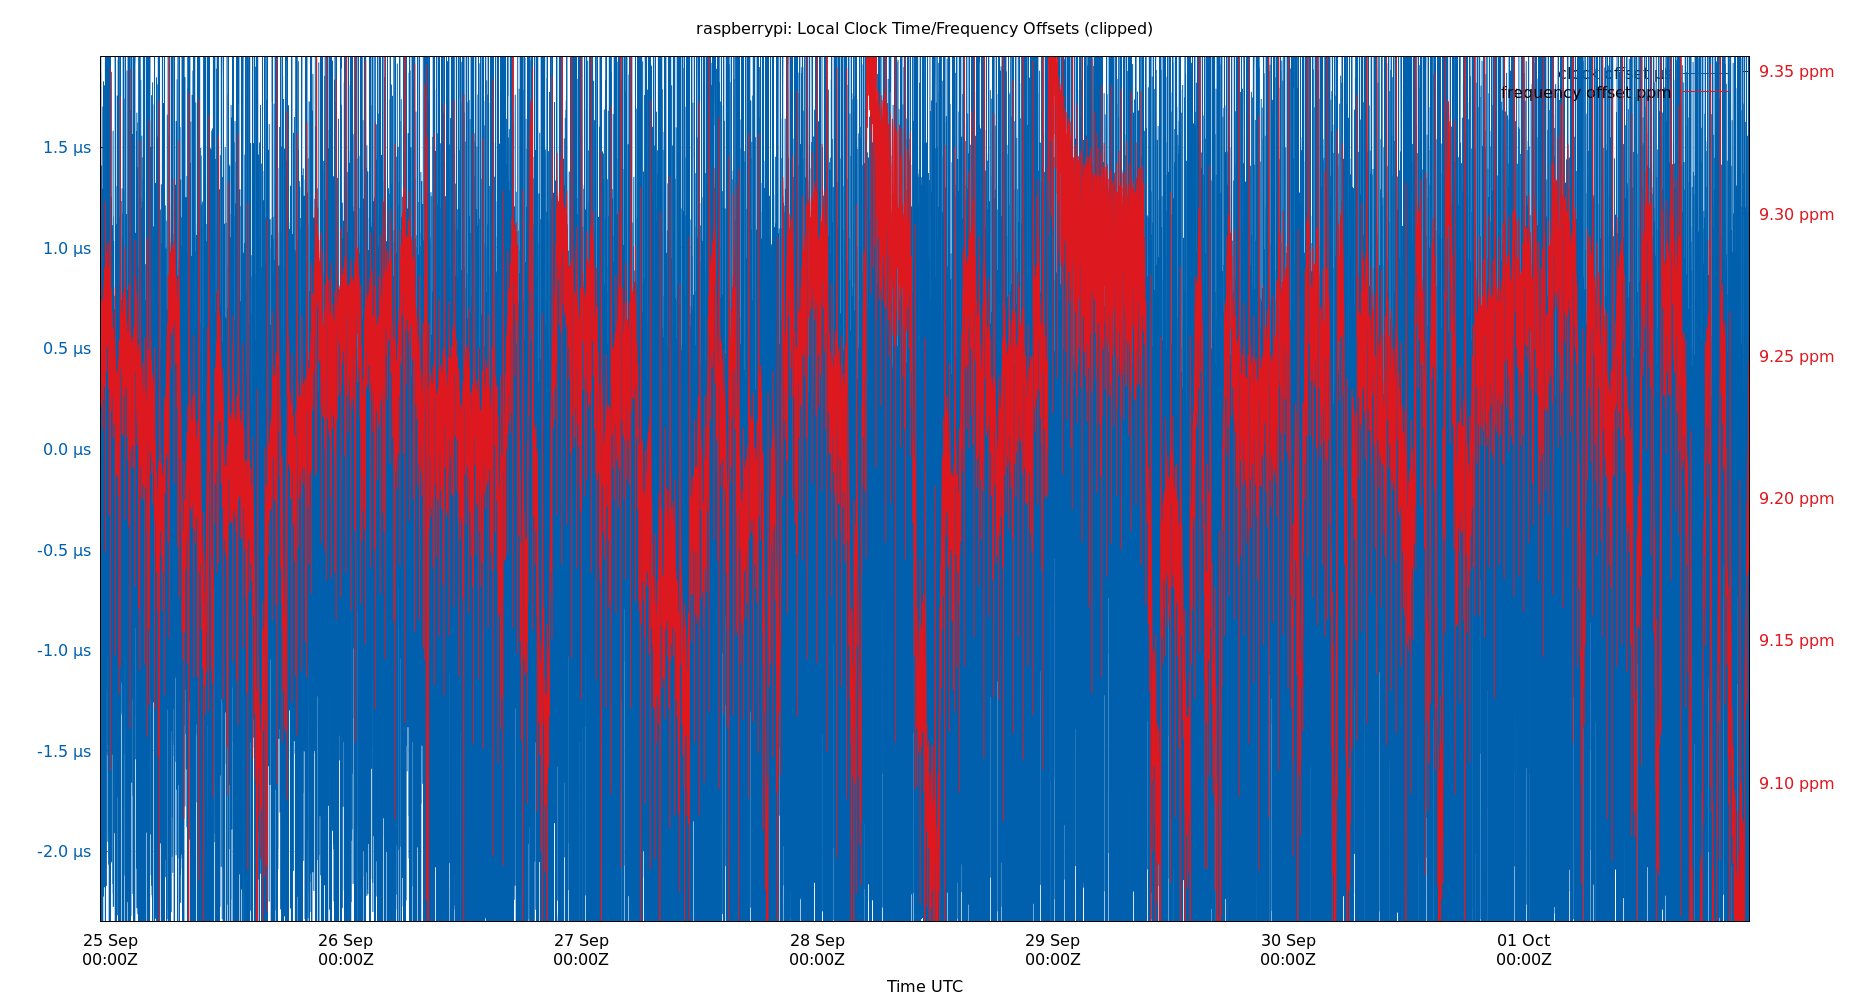 raspberrypi: Local Clock Time/Frequency Offsets (clipped)
clock offset µs
frequency offset ppm
1.5 µs
1.0 µs
0.5 µs
0.0 µs
-0.5 µs
-1.0 µs
-1.5 µs
-2.0 µs
9.35 ppm
9.30 ppm
9.25 ppm
9.20 ppm
9.15 ppm
9.10 ppm
25 Sep 26 Sep 27 Sep 28 Sep 29 Sep 30 Sep 01 Oct
00:00Z 00:00Z 00:00Z 00:00Z 00:00Z 00:00Z 00:00Z
Time UTC